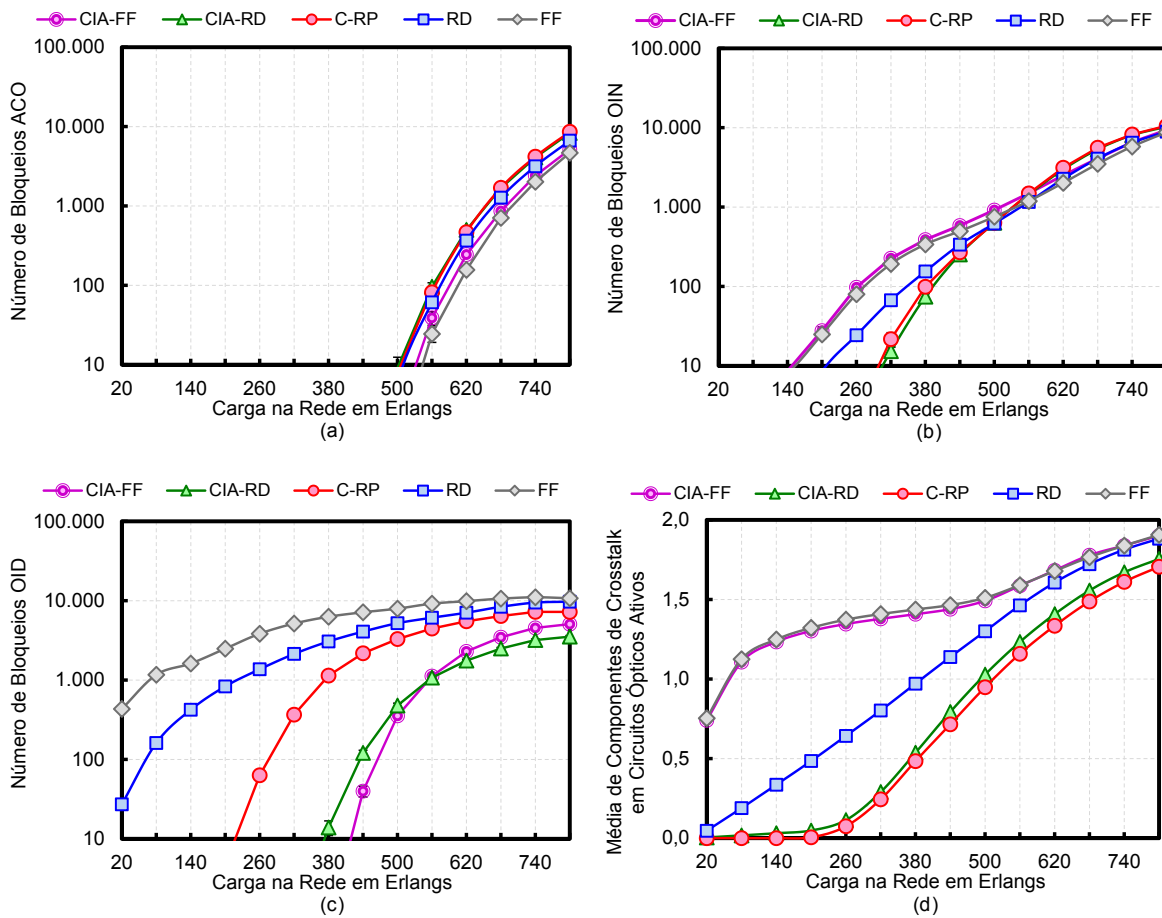 CIA-FF CIA-RD C-RP RD FF
100.000
10.000
1.000
100
10
Número de Bloqueios ACO
20 140 260 380 500 620 740
Carga na Rede em Erlangs
(a)
CIA-FF CIA-RD C-RP RD FF
100.000
10.000
1.000
100
10
Número de Bloqueios OIN
20 140 260 380 500 620 740
Carga na Rede em Erlangs
(b)
CIA-FF CIA-RD C-RP RD FF
100.000
10.000
1.000
100
10
Número de Bloqueios OID
20 140 260 380 500 620 740
Carga na Rede em Erlangs
(c)
CIA-FF CIA-RD C-RP RD FF
2,0
1,5
1,0
0,5
0,0
Média de Componentes de Crosstalk
em Circuitos Ópticos Ativos
20 140 260 380 500 620 740
Carga na Rede em Erlangs
(d)